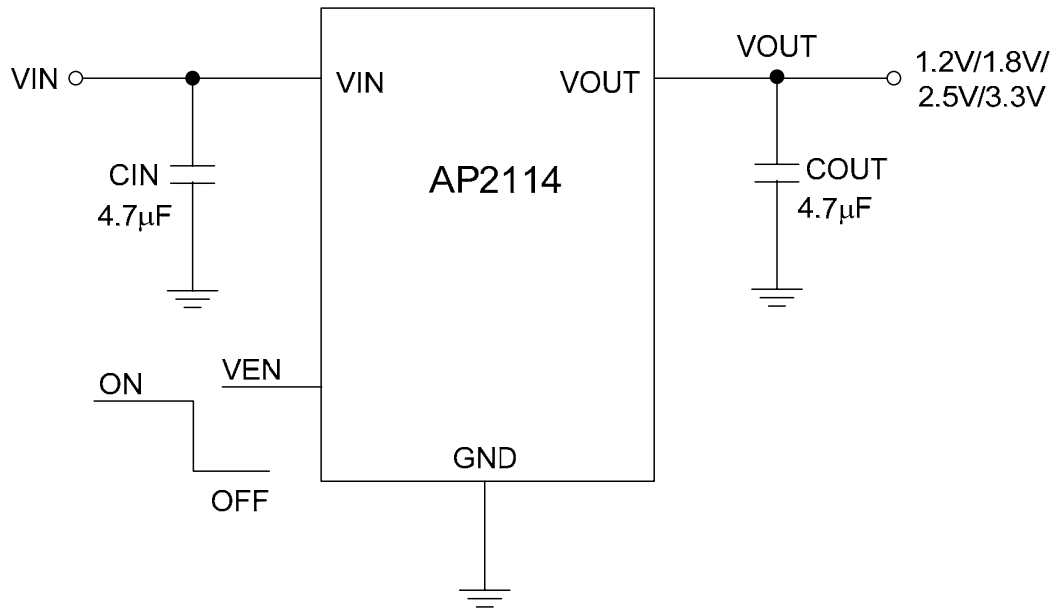 VOUT
1.2V/1.8V/
2.5V/3.3V
VIN
VIN
VOUT
CIN
4.7μF
AP2114
COUT
4.7μF
VEN
ON
OFF
GND